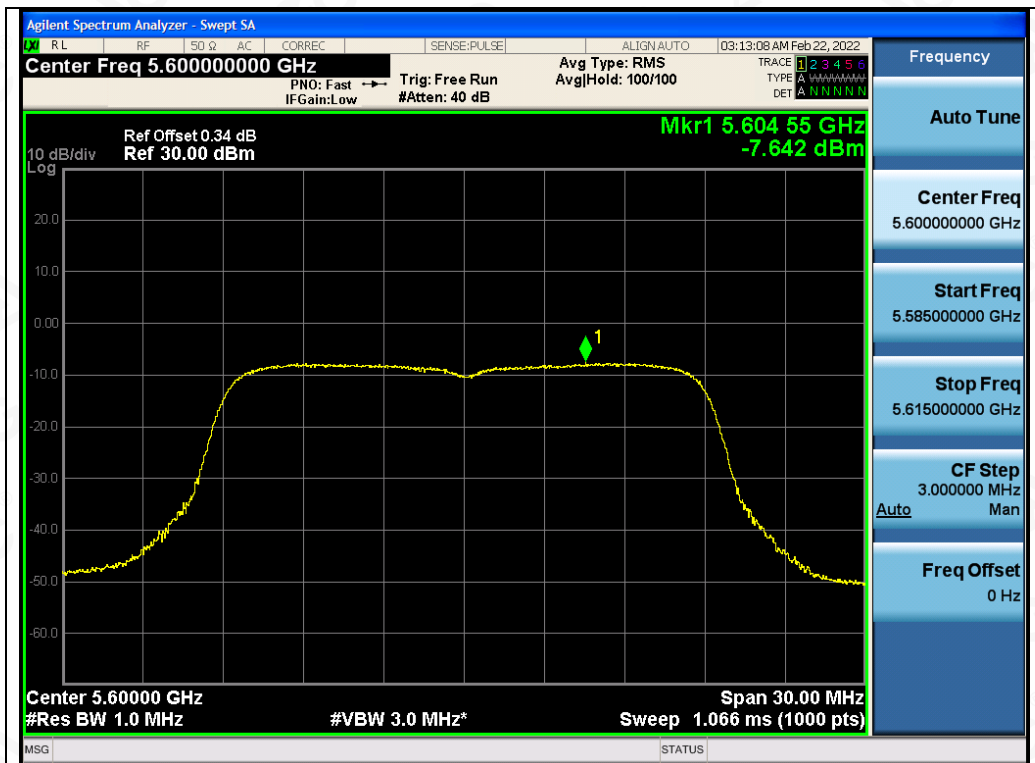 Agilent Spectrum Analyzer - Swept SA
LXI RL RF 50 Ω AC CORREC SENSE:PULSE ALIGN AUTO 03:13:08 AM Feb 22, 2022
Center Freq 5.600000000 GHz
PNO: Fast
IFGain:Low
Trig: Free Run
#Atten: 40 dB
Avg Type: RMS
Avg|Hold: 100/100
TRACE 1 2 3 4 5 6
TYPE A WWWWW
DET A N N N N N
Ref Offset 0.34 dB
10 dB/div Ref 30.00 dBm
Log
Mkr1 5.604 55 GHz
-7.642 dBm
20.0
10.0
0.00
-10.0
-20.0
-30.0
-40.0
-50.0
-60.0
1
Center 5.60000 GHz Span 30.00 MHz
#Res BW 1.0 MHz #VBW 3.0 MHz* Sweep 1.066 ms (1000 pts)
MSG STATUS
Frequency
Auto Tune
Center Freq
5.600000000 GHz
Start Freq
5.585000000 GHz
Stop Freq
5.615000000 GHz
CF Step
3.000000 MHz
Auto Man
Freq Offset
0 Hz